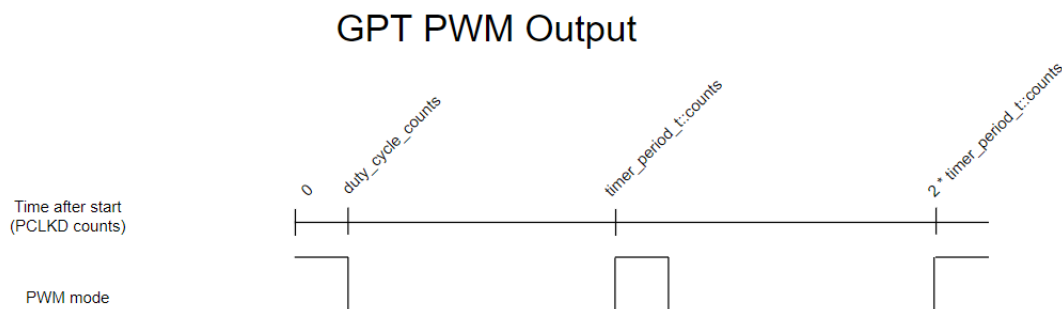 GPT PWM Output
0
duty_cycle_counts
timer_period_t::counts
2 * timer_period_t::counts
Time after start
(PCLKD counts)
PWM mode